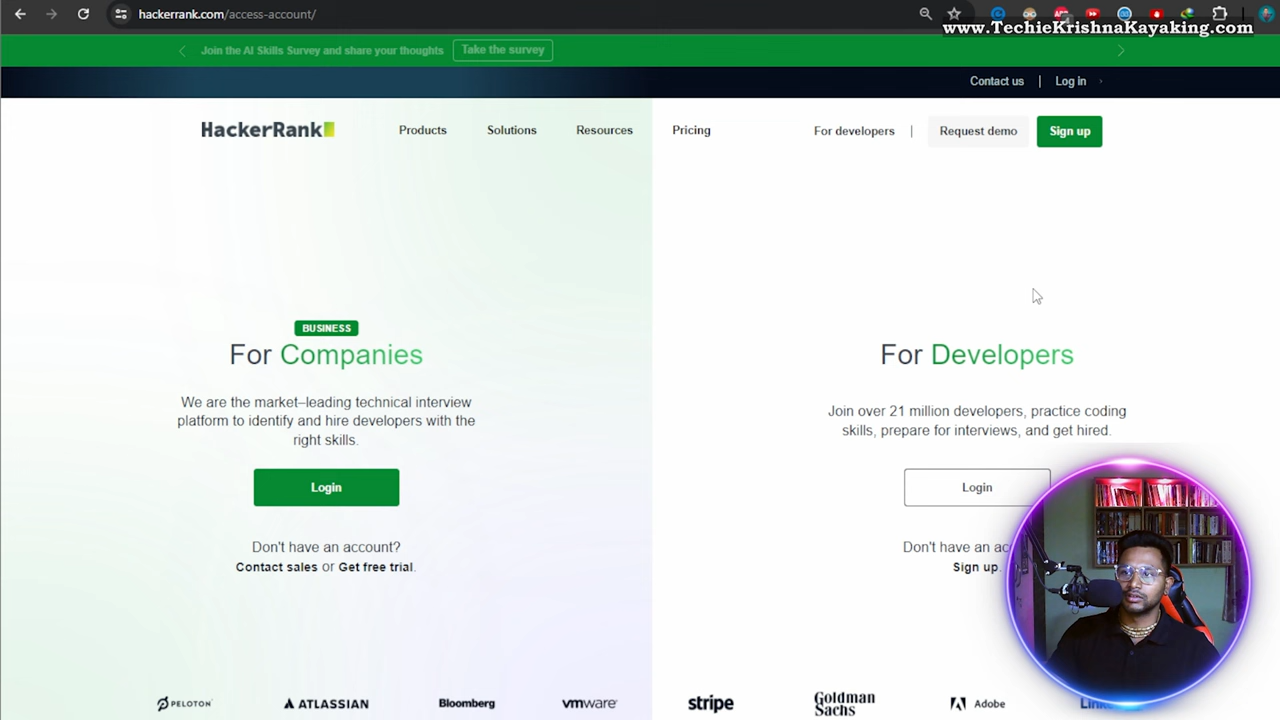 hackerrank.com/access-account/
www.TechieKrishnaKayaking.com
Join the AI Skills Survey and share your thoughts
Take the survey
Contact us | Log in
HackerRank
Products
Solutions
Resources
Pricing
For developers |
Request demo
Sign up
BUSINESS
For Companies
We are the market–leading technical interview
platform to identify and hire developers with the
right skills.
Login
Don't have an account?
Contact sales or Get free trial.
For Developers
Join over 21 million developers, practice coding
skills, prepare for interviews, and get hired.
Login
Don't have an
Sign up.
PELOTON
ATLASSIAN
Bloomberg
vmware
stripe
Goldman
Sachs
Adobe